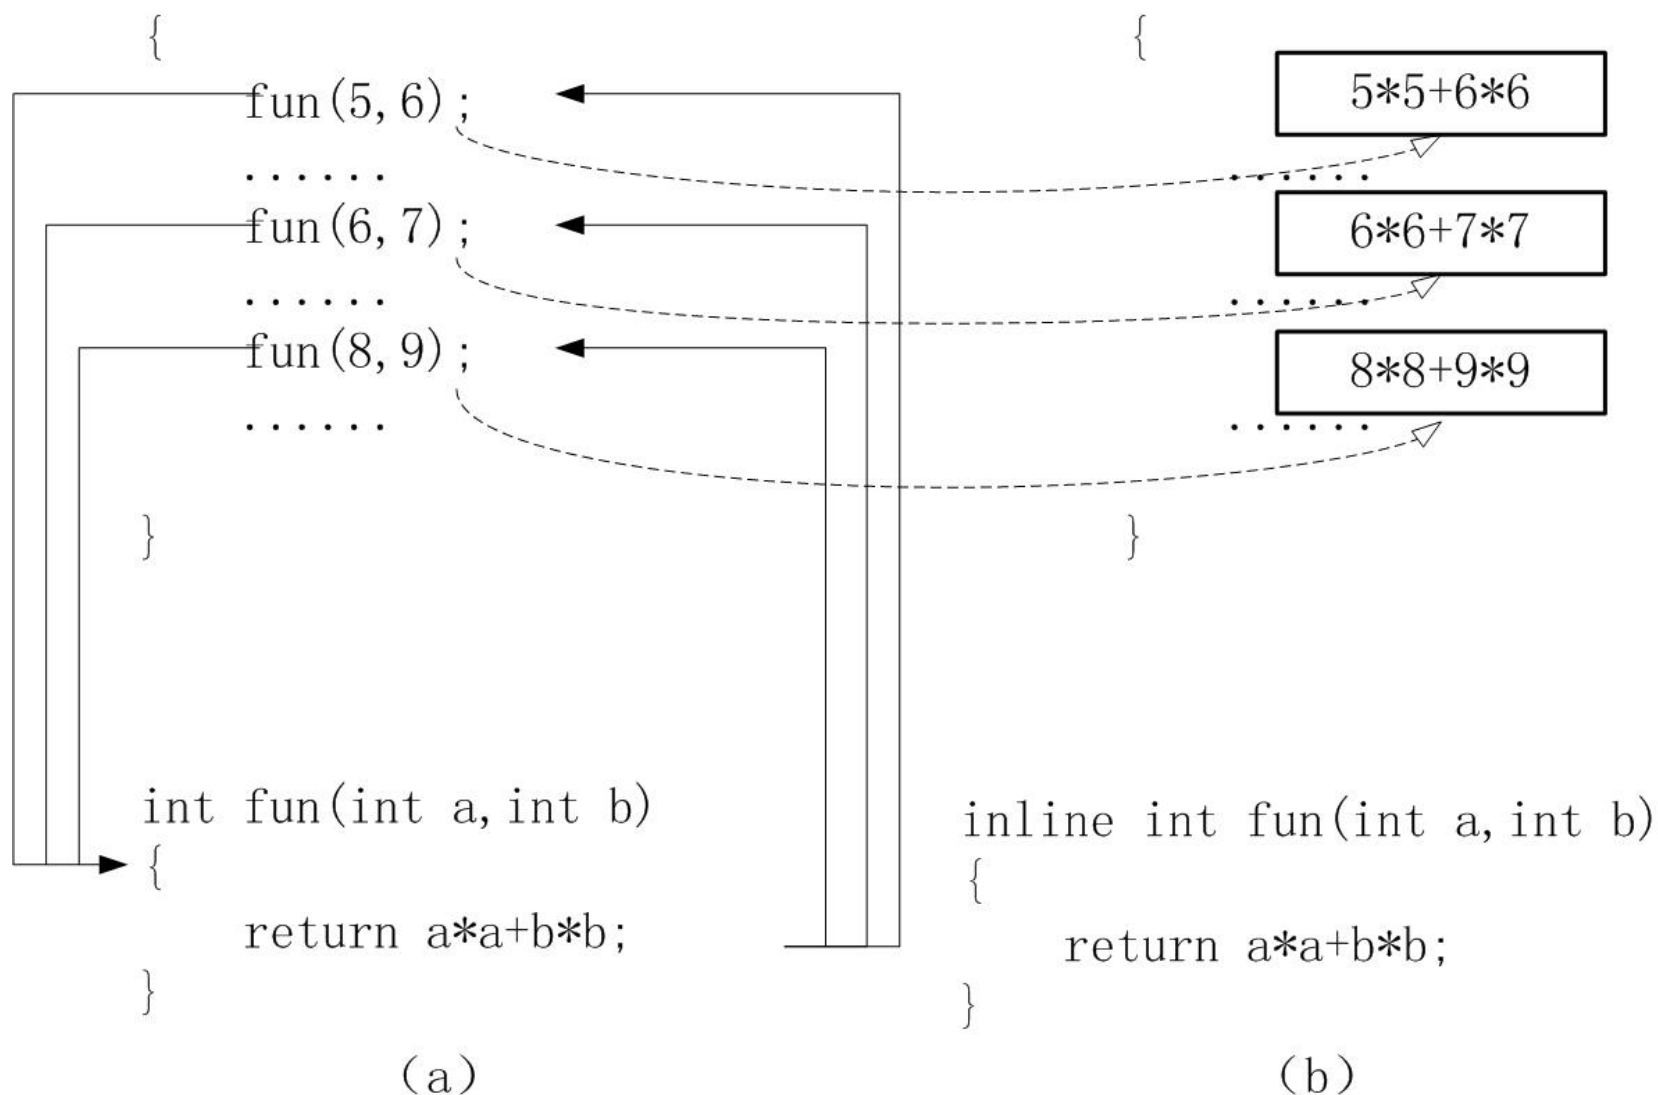 {
fun(5,6);
......
fun(6,7);
......
fun(8,9);
......
}
int fun(int a,int b)
{
return a*a+b*b;
}
(a)
{
5*5+6*6
......
6*6+7*7
......
8*8+9*9
......
}
inline int fun(int a,int b)
{
return a*a+b*b;
}
(b)